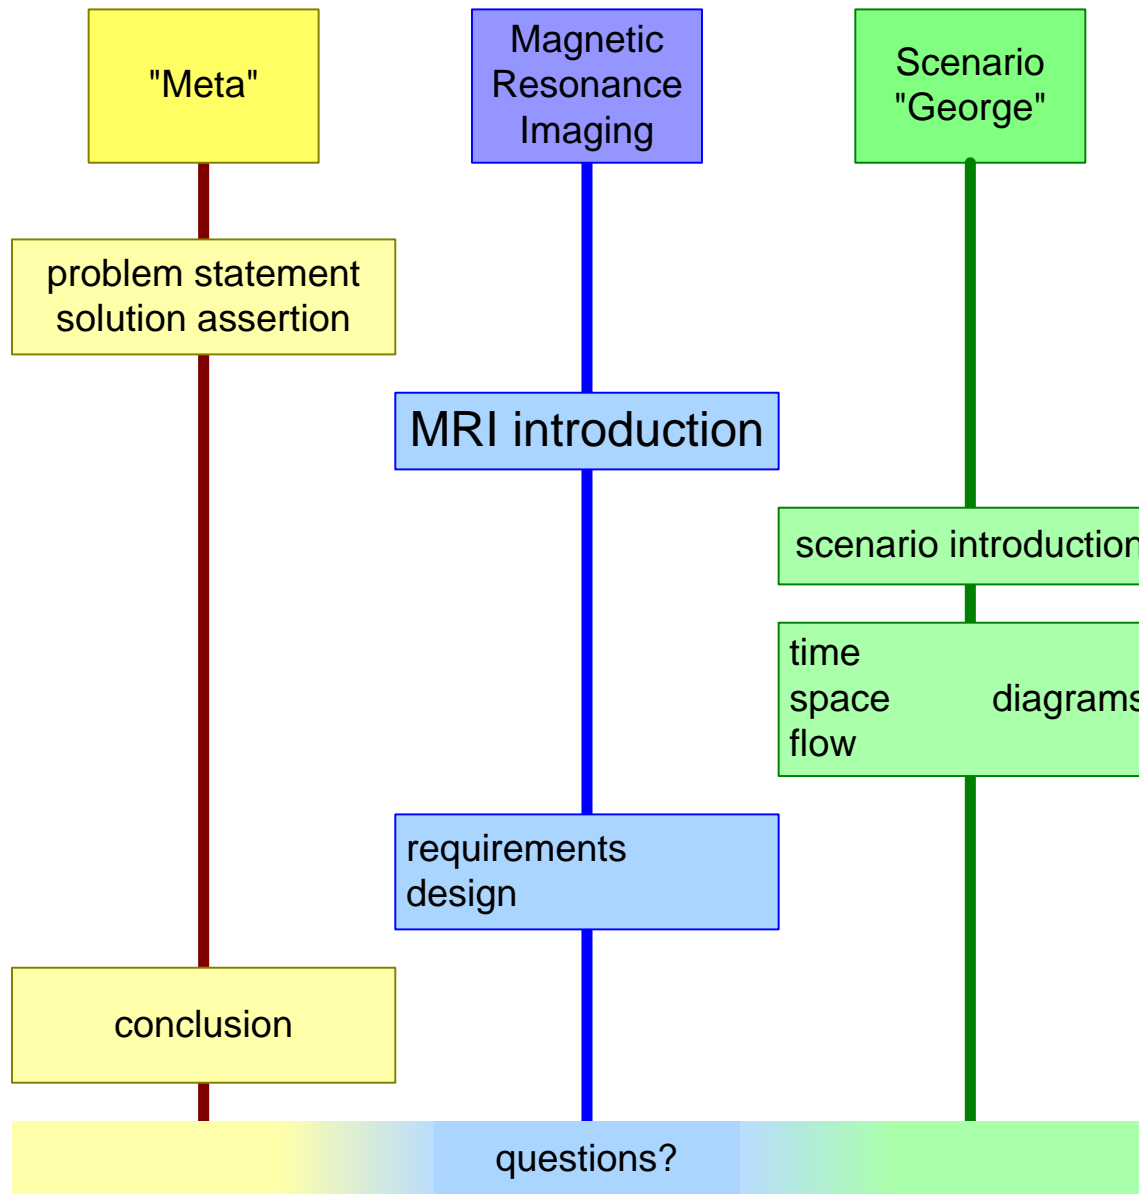 "Meta"
Magnetic
Resonance
Imaging
Scenario
"George"
problem statement
solution assertion
MRI introduction
scenario introduction
time
space diagrams
flow
requirements
design
conclusion
questions?